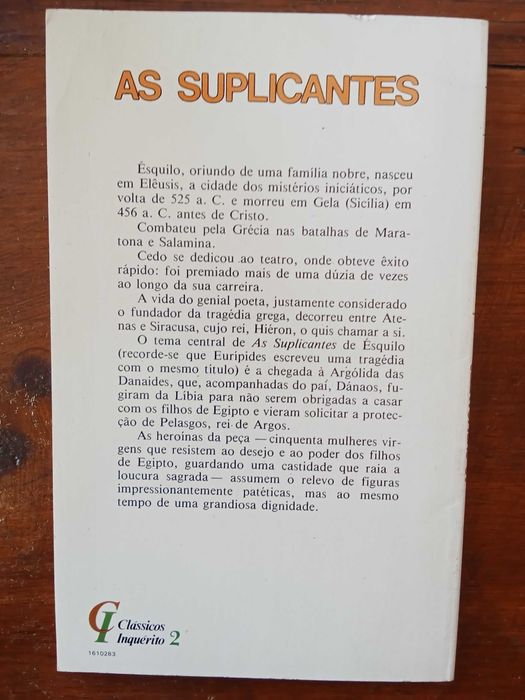 AS SUPLICANTES
Ésquilo, oriundo de uma família nobre, nasceu
em Elêusis, a cidade dos mistérios iniciáticos, por
volta de 525 a. C. e morreu em Gela (Sicília) em
456 a. C. antes de Cristo.
Combateu pela Grécia nas batalhas de Mara-
tona e Salamina.
Cedo se dedicou ao teatro, onde obteve êxito
rápido: foi premiado mais de uma dúzia de vezes
ao longo da sua carreira.
A vida do genial poeta, justamente considerado
o fundador da tragédia grega, decorreu entre Ate-
nas e Siracusa, cujo rei, Hiéron, o quis chamar a si.
O tema central de As Suplicantes de Ésquilo
(recorde-se que Eurípides escreveu uma tragédia
com o mesmo título) é a chegada à Argólida das
Danaides, que, acompanhadas do paí, Dánaos, fu-
giram da Líbia para não serem obrigadas a casar
com os filhos de Egipto e vieram solicitar a protec-
ção de Pelasgos, rei de Argos.
As heroínas da peça — cinquenta mulheres vir-
gens que resistem ao desejo e ao poder dos filhos
de Egipto, guardando uma castidade que raia a
loucura sagrada — assumem o relevo de figuras
impressionantemente patéticas, mas ao mesmo
tempo de uma grandiosa dignidade.
CI Clássicos
Inquérito 2
1610283